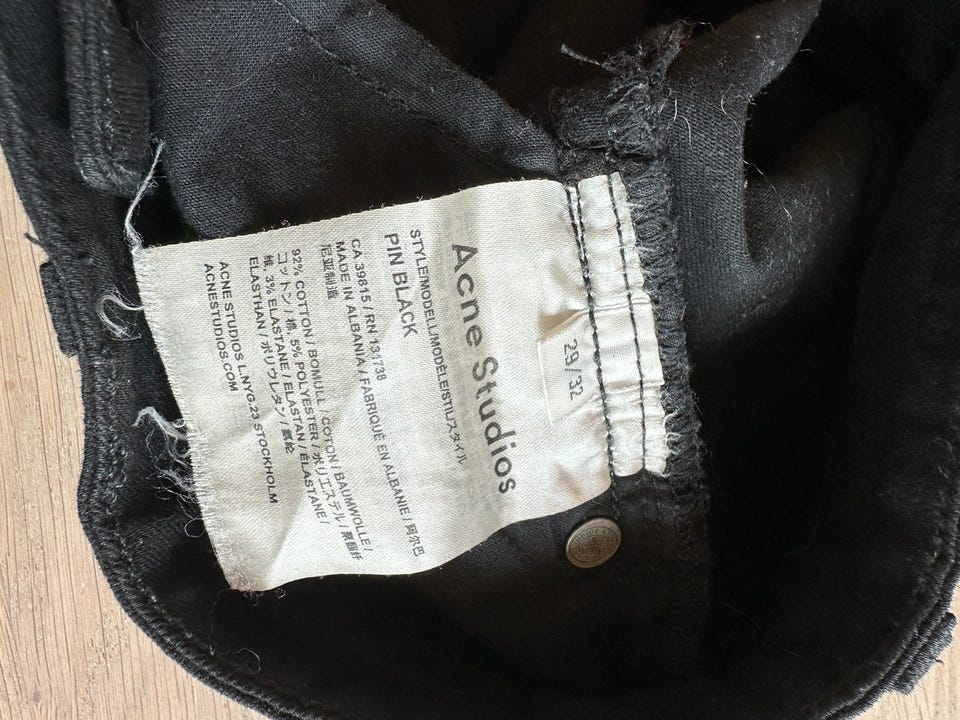 29/32
Acne Studios
STYLE/MODELL/MODÈLE/STIL/スタイル
PIN BLACK
CA 39815 / RN 131738
MADE IN ALBANIA / FABRIQUÉ EN ALBANIE / 阿尔巴
尼亚制造
92% COTTON / BOMULL / COTON / BAUMWOLLE /
コットン / 棉, 5% POLYESTER / ポリエステル / 聚酯纤
维, 3% ELASTANE / ELASTAN / ÉLASTANE /
ELASTHAN / ポリウレタン / 氨纶
ACNE STUDIOS L.NYG.23 STOCKHOLM
ACNESTUDIOS.COM